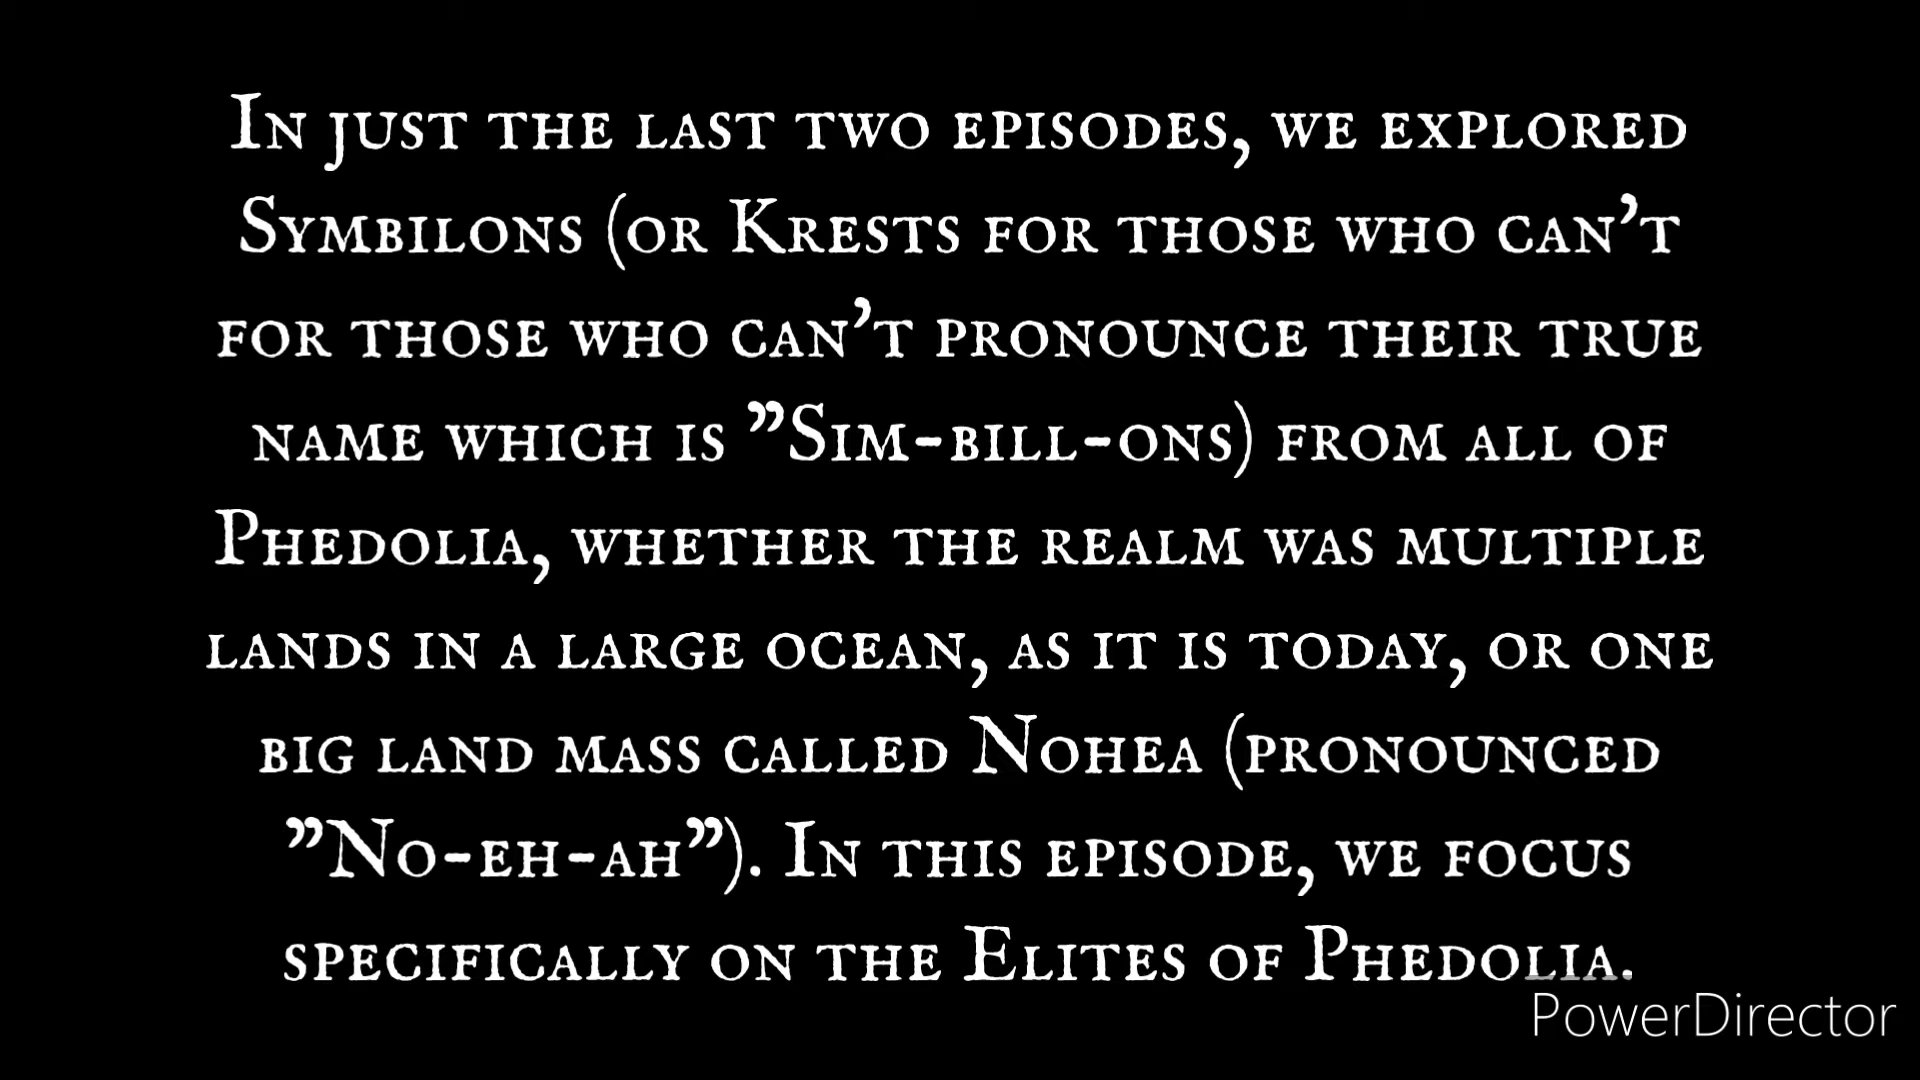 In just the last two episodes, we explored
Symbilons (or Krests for those who can't
for those who can't pronounce their true
name which is "Sim-bill-ons) from all of
Phedolia, whether the realm was multiple
lands in a large ocean, as it is today, or one
big land mass called Nohea (pronounced
"No-eh-ah"). In this episode, we focus
specifically on the Elites of Phedolia.
PowerDirector